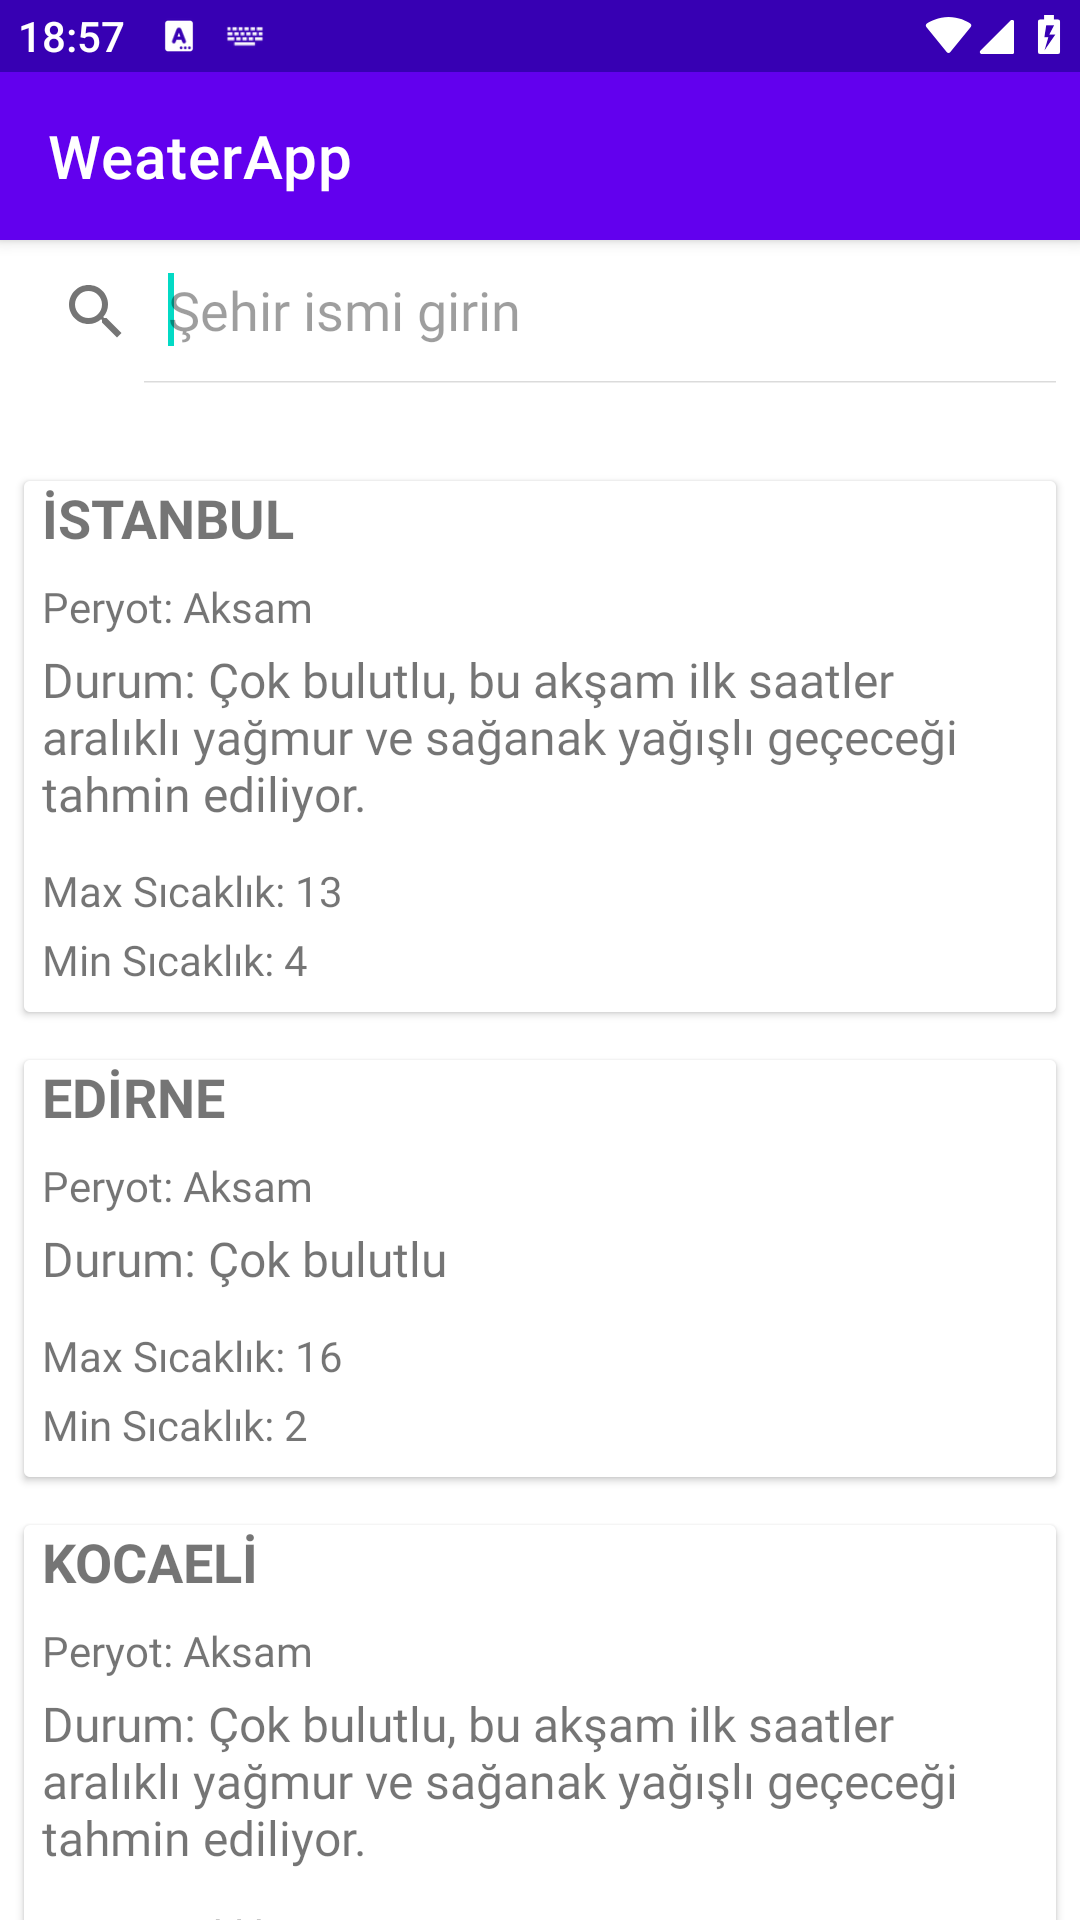 18:57
WeaterApp
Şehir ismi girin
İSTANBUL
Peryot: Aksam
Durum: Çok bulutlu, bu akşam ilk saatler
aralıklı yağmur ve sağanak yağışlı geçeceği
tahmin ediliyor.
Max Sıcaklık: 13
Min Sıcaklık: 4
EDİRNE
Peryot: Aksam
Durum: Çok bulutlu
Max Sıcaklık: 16
Min Sıcaklık: 2
KOCAELİ
Peryot: Aksam
Durum: Çok bulutlu, bu akşam ilk saatler
aralıklı yağmur ve sağanak yağışlı geçeceği
tahmin ediliyor.